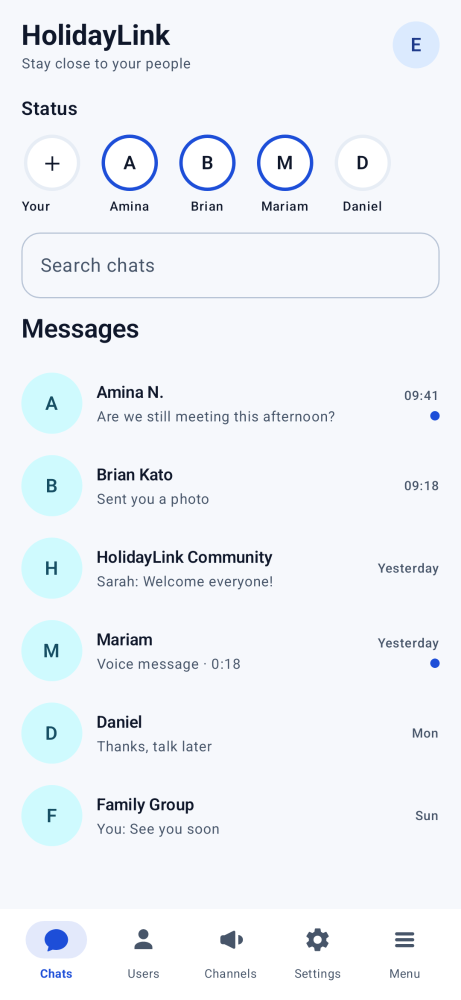 HolidayLink
Stay close to your people
E
Status
+
A
B
M
D
Your
Amina
Brian
Mariam
Daniel
Search chats
Messages
A
Amina N.
09:41
Are we still meeting this afternoon?
B
Brian Kato
09:18
Sent you a photo
H
HolidayLink Community
Yesterday
Sarah: Welcome everyone!
M
Mariam
Yesterday
Voice message · 0:18
D
Daniel
Mon
Thanks, talk later
F
Family Group
Sun
You: See you soon
Chats
Users
Channels
Settings
Menu